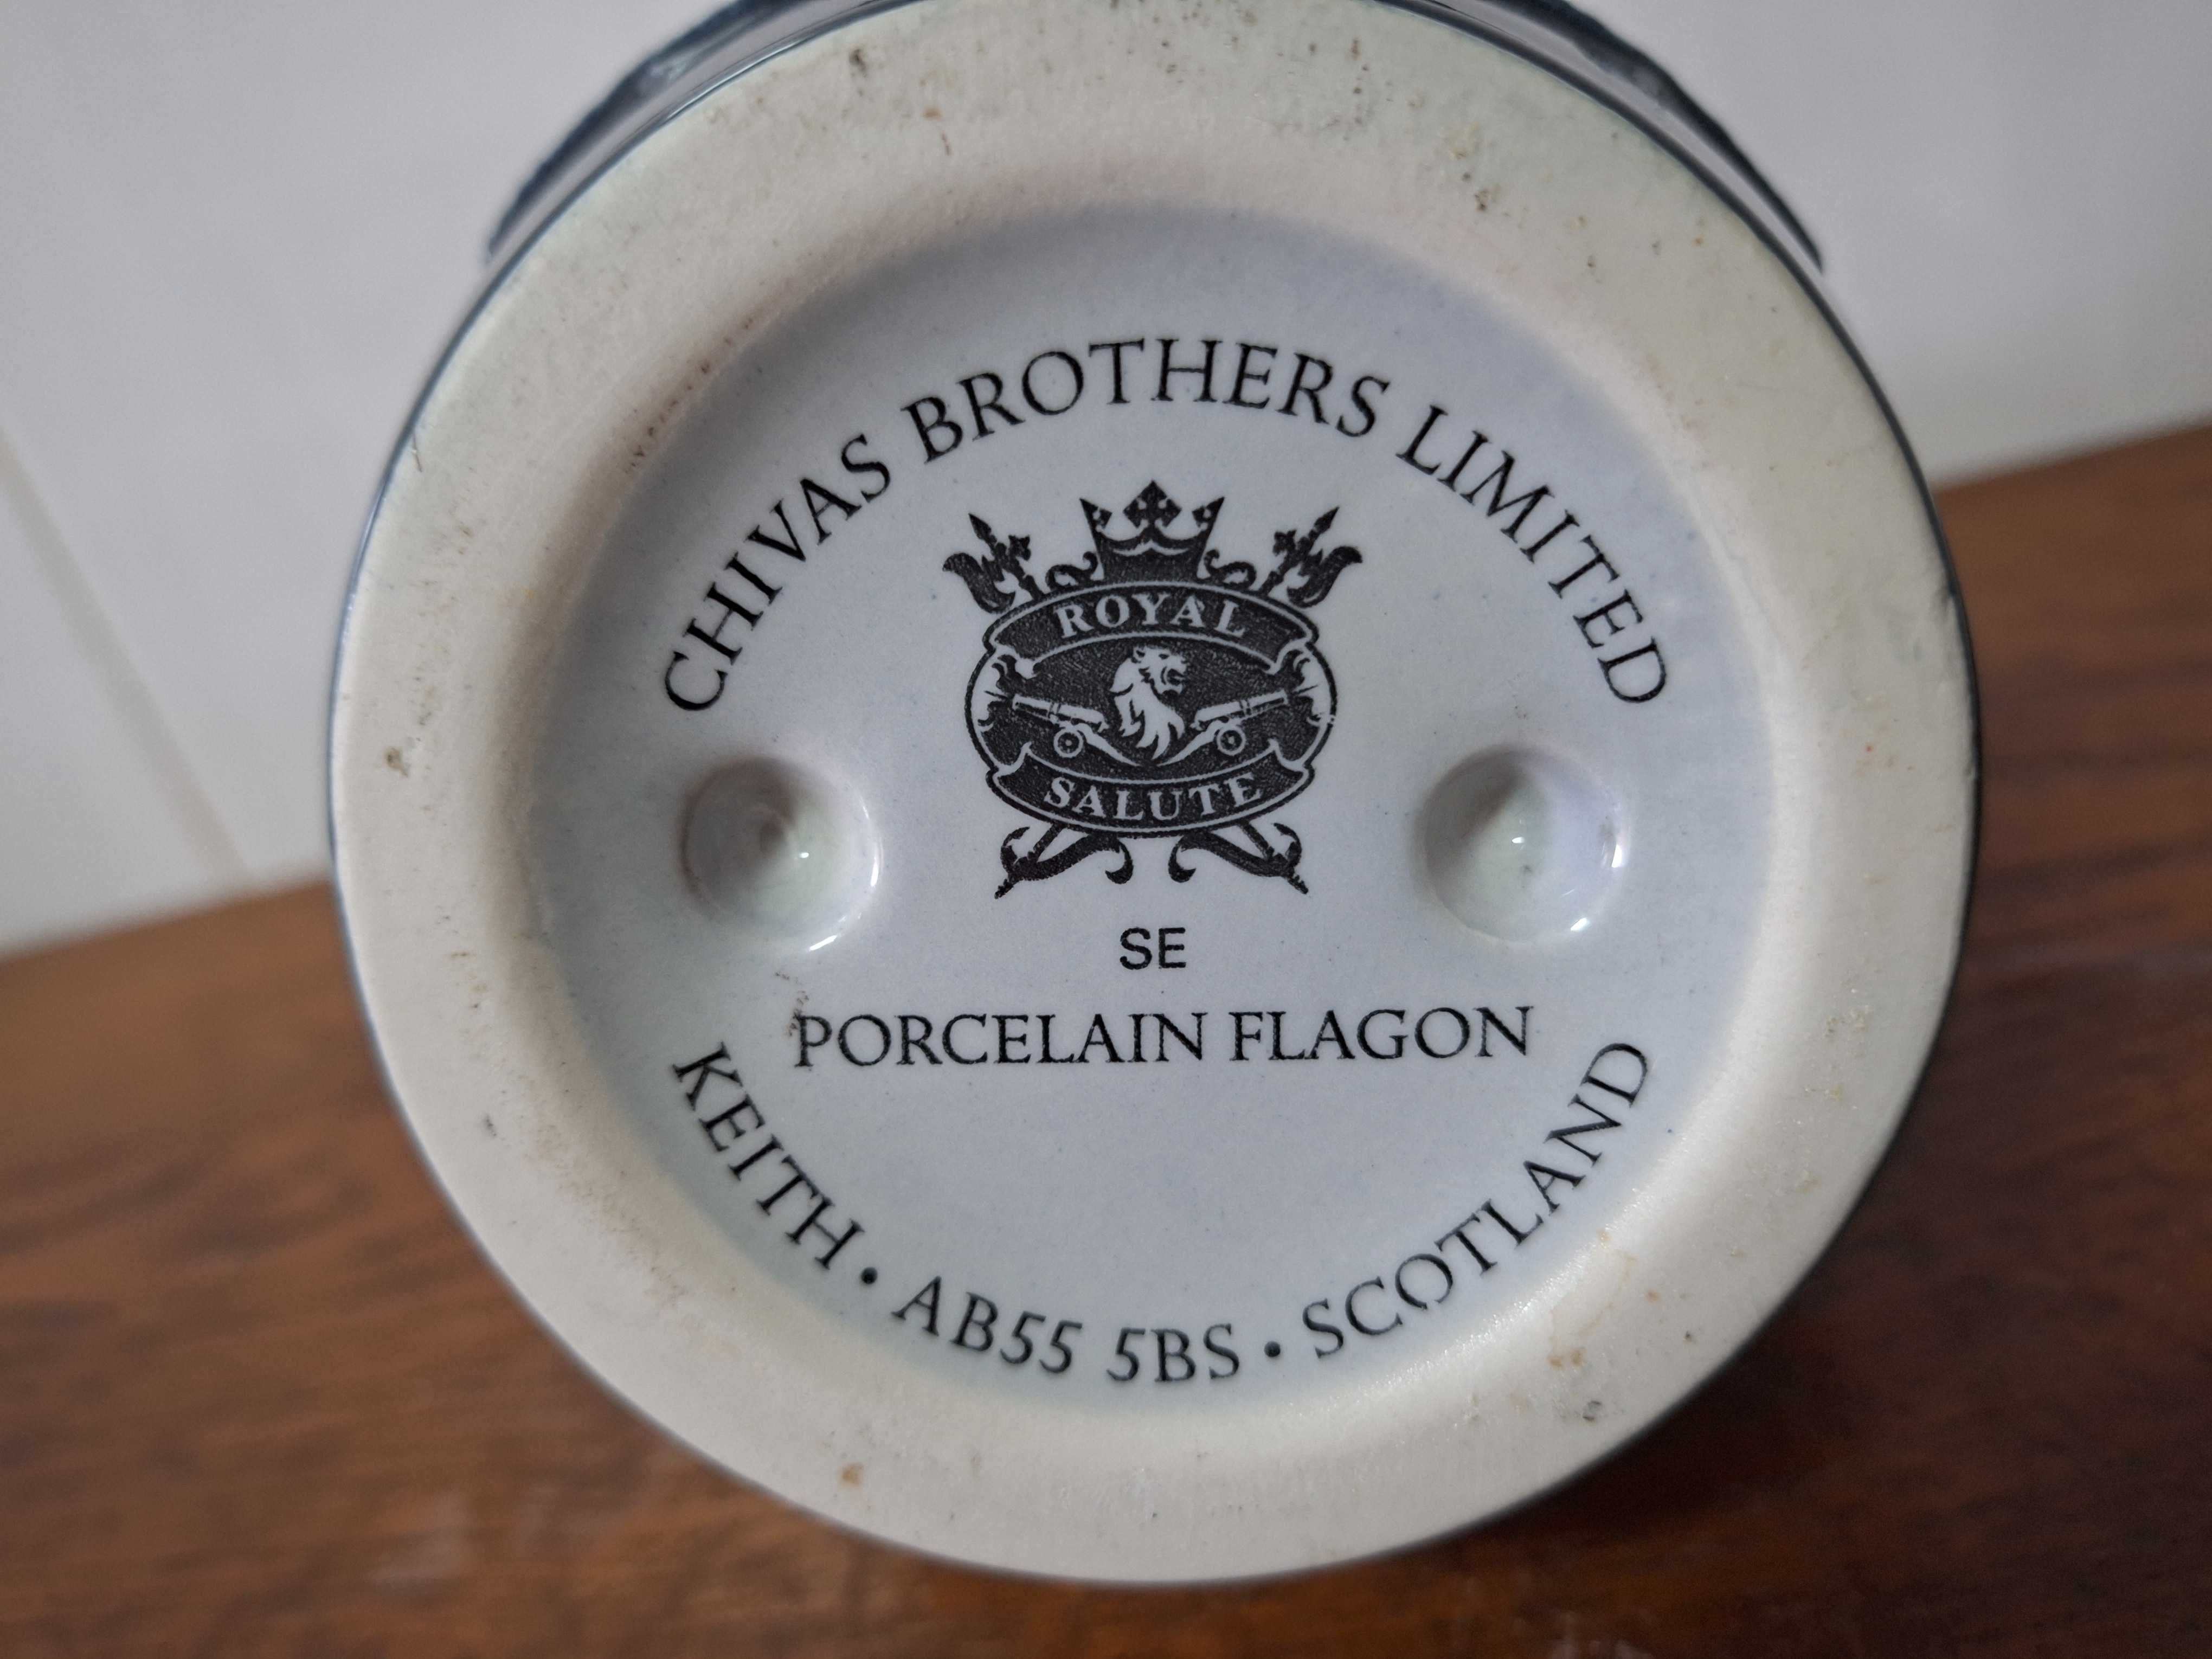 CHIVAS BROTHERS LIMITED
ROYAL
SALUTE
SE
PORCELAIN FLAGON
KEITH • AB55 5BS • SCOTLAND